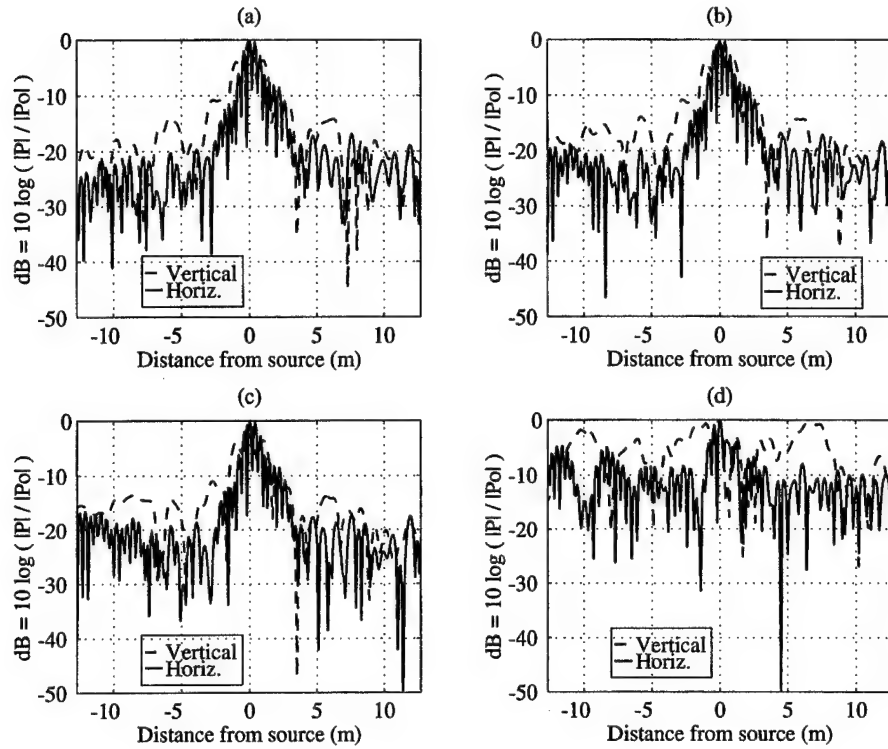 (a)
dB = 10 log ( |P| / |Po| )
0
-10
-20
-30
-40
-50
Vertical
Horiz.
-10 -5 0 5 10
Distance from source (m)
(b)
dB = 10 log ( |P| / |Po| )
0
-10
-20
-30
-40
-50
Vertical
Horiz.
-10 -5 0 5 10
Distance from source (m)
(c)
dB = 10 log ( |P| / |Po| )
0
-10
-20
-30
-40
-50
Vertical
Horiz.
-10 -5 0 5 10
Distance from source (m)
(d)
dB = 10 log ( |P| / |Po| )
0
-10
-20
-30
-40
-50
Vertical
Horiz.
-10 -5 0 5 10
Distance from source (m)